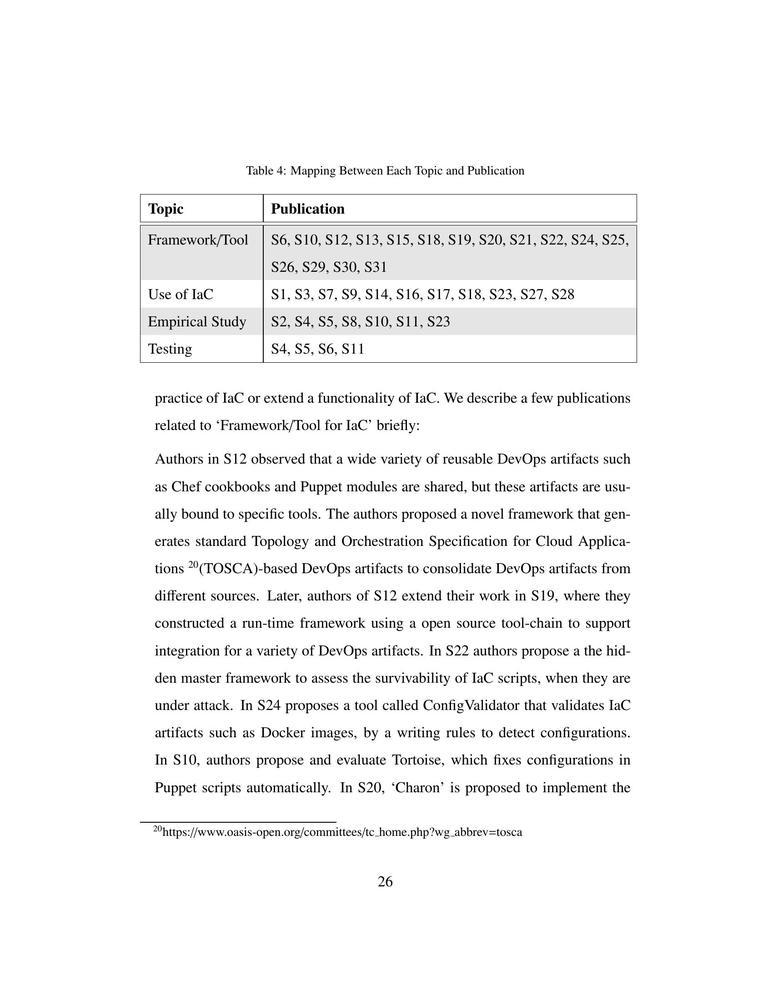 Table 4: Mapping Between Each Topic and Publication
Topic Publication
Framework/Tool S6, S10, S12, S13, S15, S18, S19, S20, S21, S22, S24, S25,
S26, S29, S30, S31
Use of IaC S1, S3, S7, S9, S14, S16, S17, S18, S23, S27, S28
Empirical Study S2, S4, S5, S8, S10, S11, S23
Testing S4, S5, S6, S11
practice of IaC or extend a functionality of IaC. We describe a few publications
related to ‘Framework/Tool for IaC’ briefly:
Authors in S12 observed that a wide variety of reusable DevOps artifacts such
as Chef cookbooks and Puppet modules are shared, but these artifacts are usu-
ally bound to specific tools. The authors proposed a novel framework that gen-
erates standard Topology and Orchestration Specification for Cloud Applica-
tions 20(TOSCA)-based DevOps artifacts to consolidate DevOps artifacts from
different sources. Later, authors of S12 extend their work in S19, where they
constructed a run-time framework using a open source tool-chain to support
integration for a variety of DevOps artifacts. In S22 authors propose a the hid-
den master framework to assess the survivability of IaC scripts, when they are
under attack. In S24 proposes a tool called ConfigValidator that validates IaC
artifacts such as Docker images, by a writing rules to detect configurations.
In S10, authors propose and evaluate Tortoise, which fixes configurations in
Puppet scripts automatically. In S20, ‘Charon’ is proposed to implement the
20https://www.oasis-open.org/committees/tc_home.php?wg_abbrev=tosca
26